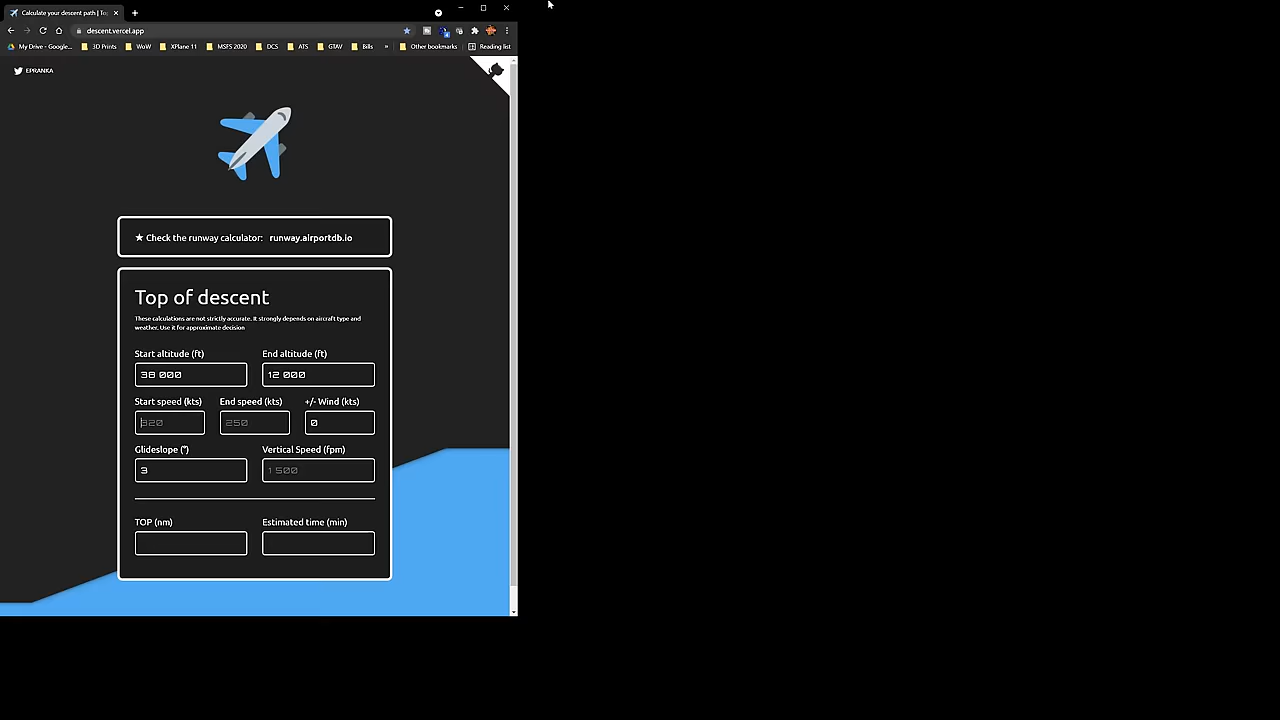 Calculate your descent path | To
descent.vercel.app
My Drive - Google... 3D Prints WoW XPlane 11 MSFS 2020 DCS ATS GTAV Bills » Other bookmarks Reading list
EPRANKA
★ Check the runway calculator: runway.airportdb.io
Top of descent
These calculations are not strictly accurate. It strongly depends on aircraft type and
weather. Use it for approximate decision
Start altitude (ft) End altitude (ft)
38 000 12 000
Start speed (kts) End speed (kts) +/- Wind (kts)
320 250 0
Glideslope (°) Vertical Speed (fpm)
3 1 500
TOP (nm) Estimated time (min)